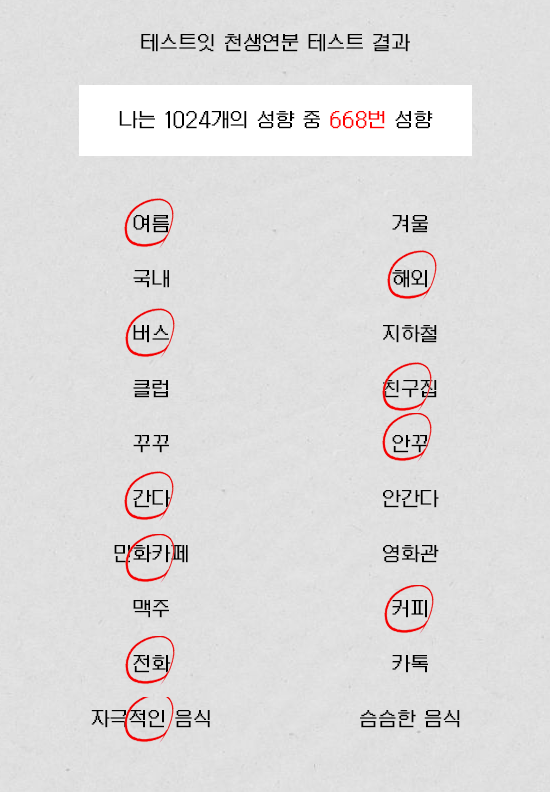 테스트잇 천생연분 테스트 결과
나는 1024개의 성향 중 668번 성향
여름 겨울
국내 해외
버스 지하철
클럽 친구집
꾸꾸 안꾸
간다 안간다
만화카페 영화관
맥주 커피
전화 카톡
자극적인 음식 슴슴한 음식